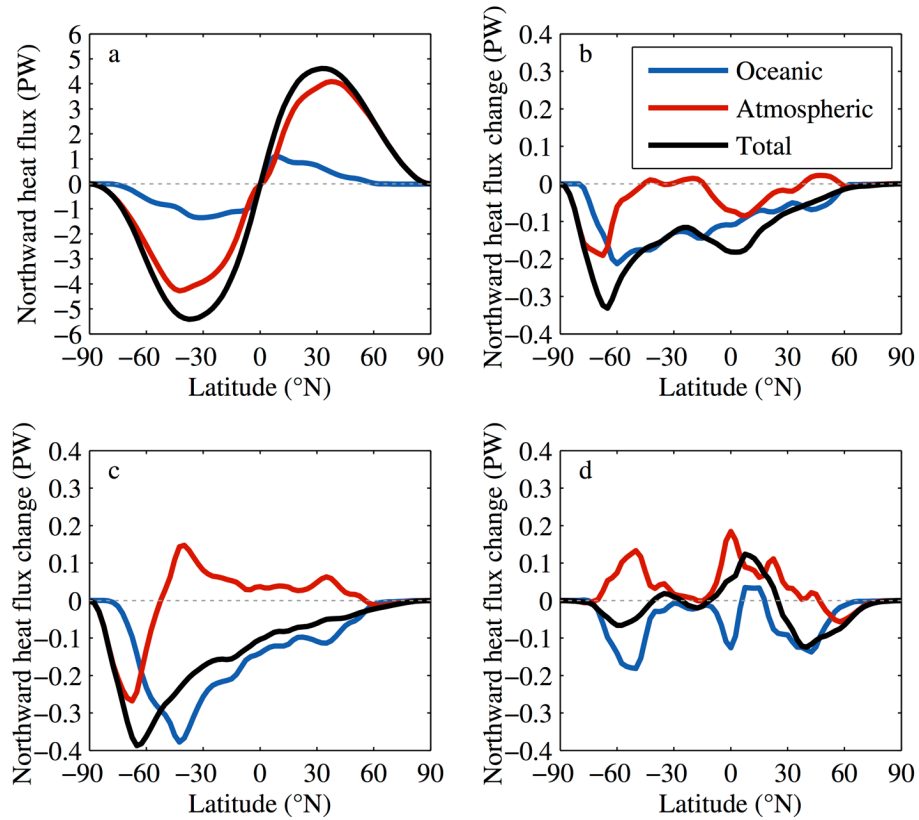 Northward heat flux (PW)
6
5
4
3
2
1
0
−1
−2
−3
−4
−5
6
a
−90 −60 −30 0 30 60 90
Latitude (°N)
Northward heat flux change (PW)
0.4
0.3
0.2
0.1
0
−0.1
−0.2
−0.3
0.4
b
Oceanic
Atmospheric
Total
−90 −60 −30 0 30 60 90
Latitude (°N)
Northward heat flux change (PW)
0.4
0.3
0.2
0.1
0
−0.1
−0.2
−0.3
−0.4
c
−90 −60 −30 0 30 60 90
Latitude (°N)
Northward heat flux change (PW)
0.4
0.3
0.2
0.1
0
−0.1
−0.2
−0.3
−0.4
d
−90 −60 −30 0 30 60 90
Latitude (°N)